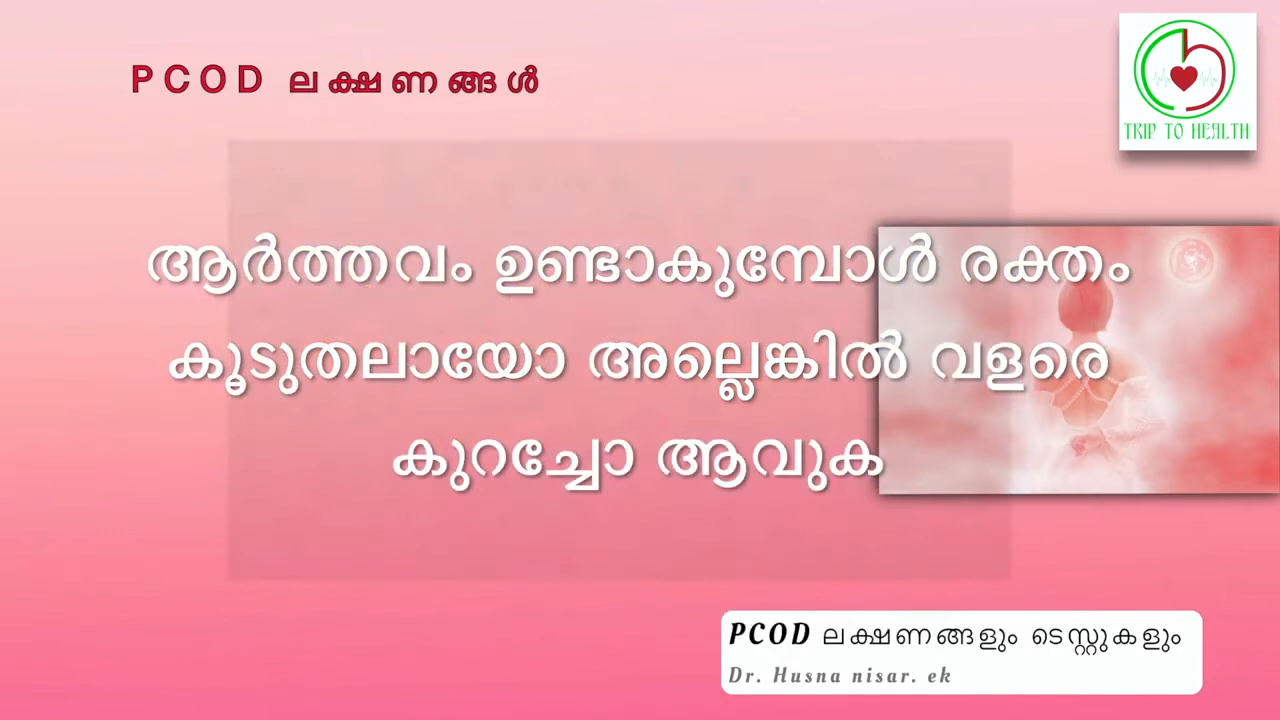 PCOD ലക്ഷണങ്ങൾ
TRIP TO HEALTH
ആർത്തവം ഉണ്ടാകുമ്പോൾ രക്തം
കൂടുതലായോ അല്ലെങ്കിൽ വളരെ
കുറച്ചോ ആവുക
PCOD ലക്ഷണങ്ങളും ടെസ്റ്റുകളും
Dr. Husna nisar. ek